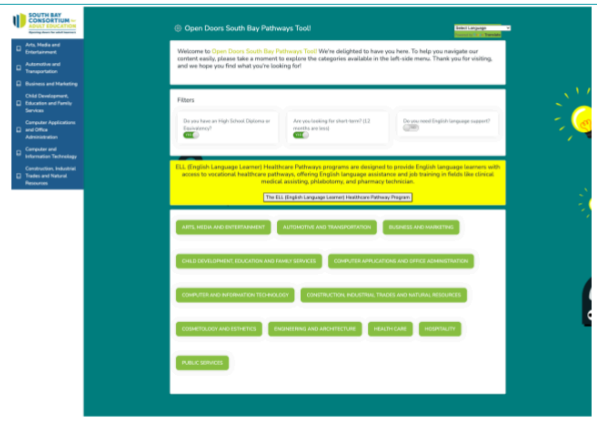 SOUTH BAY
CONSORTIUM
ADULT EDUCATION
Opening doors for adult learners
Arts, Media and
Entertainment
Automotive and
Transportation
Business and Marketing
Child Development,
Education and Family
Services
Computer Applications
and Office
Administration
Computer and
Information Technology
Construction, Industrial
Trades and Natural
Resources
Open Doors South Bay Pathways Tool!
Select Language
Welcome to Open Doors South Bay Pathways Tool! We're delighted to have you here. To help you navigate our
content easily, please take a moment to explore the categories available in the left-side menu. Thank you for visiting,
and we hope you find what you're looking for!
Filters
Do you have an High School Diploma or
Equivalency?
Are you looking for short-term? (12
months are less)
Do you need English language support?
ELL (English Language Learner) Healthcare Pathways programs are designed to provide English language learners with
access to vocational healthcare pathways, offering English language assistance and job training in fields like clinical
medical assisting, phlebotomy, and pharmacy technician.
The ELL (English Language Learner) Healthcare Pathway Program
ARTS, MEDIA AND ENTERTAINMENT
AUTOMOTIVE AND TRANSPORTATION
BUSINESS AND MARKETING
CHILD DEVELOPMENT, EDUCATION AND FAMILY SERVICES
COMPUTER APPLICATIONS AND OFFICE ADMINISTRATION
COMPUTER AND INFORMATION TECHNOLOGY
CONSTRUCTION, INDUSTRIAL, TRADES AND NATURAL RESOURCES
COSMETOLOGY AND ESTHETICS
ENGINEERING AND ARCHITECTURE
HEALTH CARE
HOSPITALITY
PUBLIC SERVICES